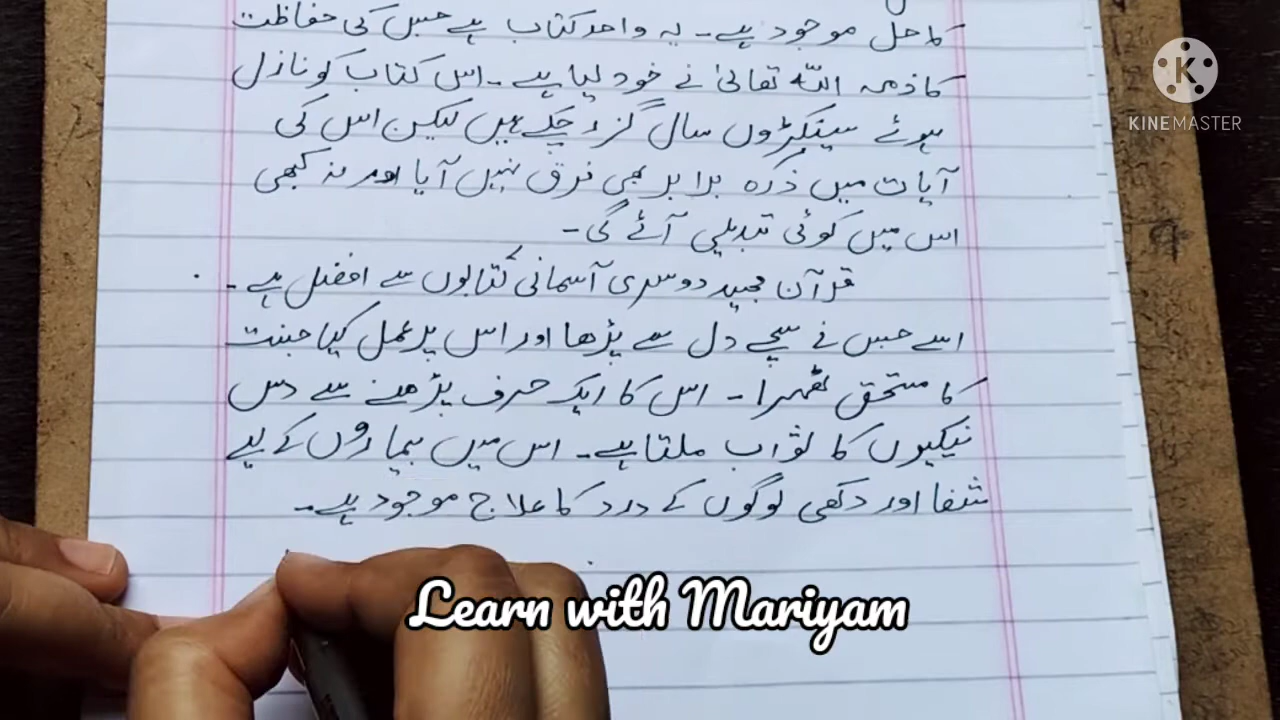 کا حل موجود ہے۔ یہ واحد کتاب ہے جس کی حفاظت
کا ذمہ اللہ تعالیٰ نے خود لیا ہے۔ اس کتاب کو نازل
ہوئے سینکڑوں سال گزر چکے ہیں لیکن اس کی
آیات میں ذرہ برابر بھی فرق نہیں آیا اور نہ کبھی
اس میں کوئی تبدیلی آئے گی۔
قرآن مجید دوسری آسمانی کتابوں سے افضل ہے۔
اسے جس نے سچے دل سے پڑھا اور اس پر عمل کیا جنت
کا مستحق ٹھہرا۔ اس کا ایک حرف پڑھنے سے دس
نیکیوں کا ثواب ملتا ہے۔ اس میں بیماروں کے لیے
شفا اور دکھی لوگوں کے درد کا علاج موجود ہے۔
K
KINEMASTER
Learn with Mariyam